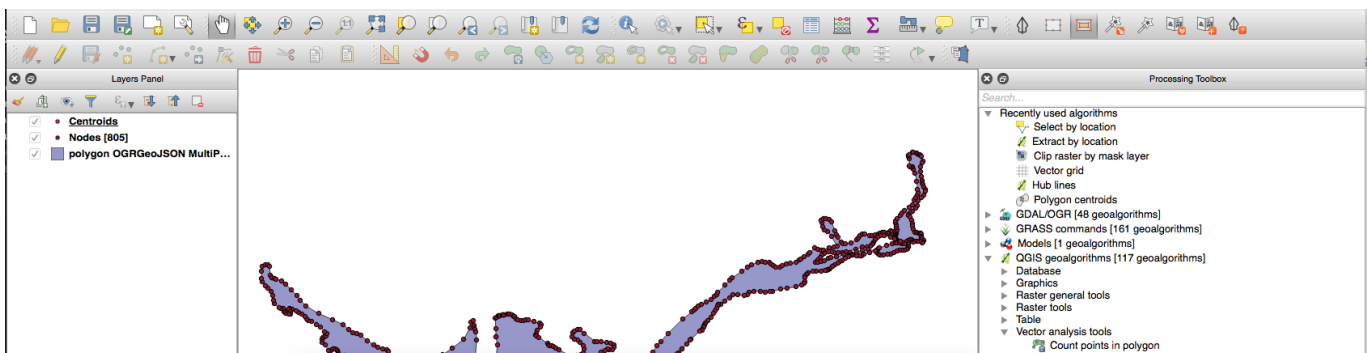 Layers Panel
Centroids
Nodes [805]
polygon OGRGeoJSON MultiP...
Processing Toolbox
Search...
Recently used algorithms
Select by location
Extract by location
Clip raster by mask layer
Vector grid
Hub lines
Polygon centroids
GDAL/OGR [48 geoalgorithms]
GRASS commands [161 geoalgorithms]
Models [1 geoalgorithms]
QGIS geoalgorithms [117 geoalgorithms]
Database
Graphics
Raster general tools
Raster tools
Table
Vector analysis tools
Count points in polygon